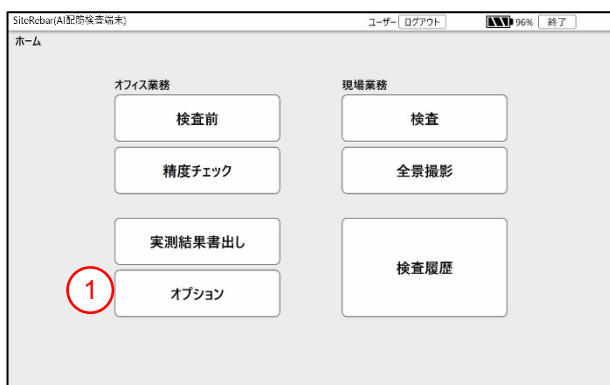 SiteRebar(AI配筋検査端末) ユーザー ログアウト 96% 終了
ホーム
オフィス業務 現場業務
検査前 検査
精度チェック 全景撮影
実測結果書出し
検査履歴
1 オプション